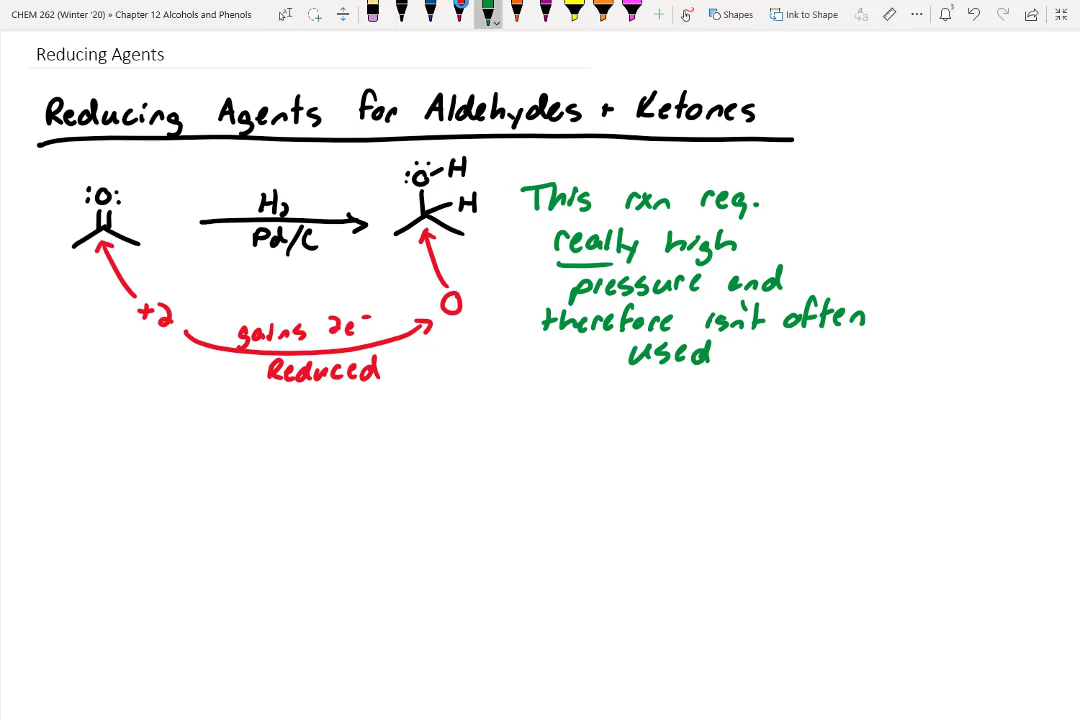 CHEM 262 (Winter '20) » Chapter 12 Alcohols and Phenols
Shapes
Ink to Shape
Reducing Agents
Reducing Agents for Aldehydes + Ketones
:O:
H₂
Pd/C
:Ö-H
H
This rxn req.
really high
pressure and
therefore isn't often
used
+2
0
gains 2e⁻
Reduced